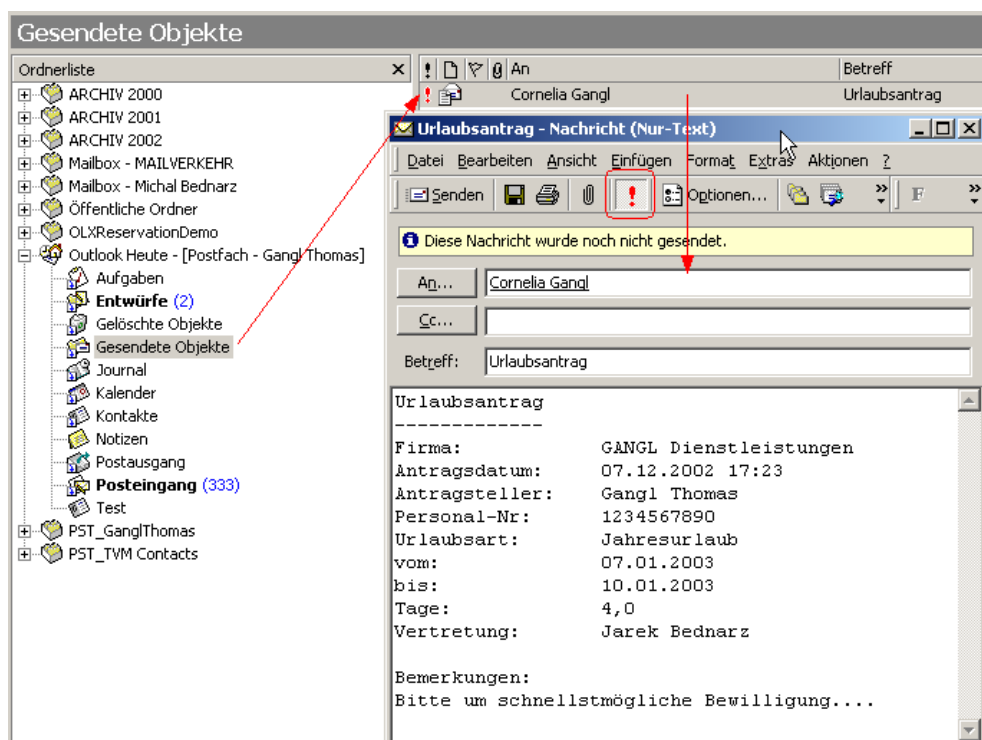 Gesendete Objekte
Ordnerliste
ARCHIV 2000
ARCHIV 2001
ARCHIV 2002
Mailbox - MAILVERKEHR
Mailbox - Michal Bednarz
Öffentliche Ordner
OLXReservationDemo
Outlook Heute - [Postfach - Gangl Thomas]
Aufgaben
Entwürfe (2)
Gelöschte Objekte
Gesendete Objekte
Journal
Kalender
Kontakte
Notizen
Postausgang
Posteingang (333)
Test
PST_GanglThomas
PST_TVM Contacts
An Betreff
Cornelia Gangl Urlaubsantrag
Urlaubsantrag - Nachricht (Nur-Text)
Datei Bearbeiten Ansicht Einfügen Format Extras Aktionen ?
Senden ! Optionen... » F »
Diese Nachricht wurde noch nicht gesendet.
An... Cornelia Gangl
Cc...
Betreff: Urlaubsantrag
Urlaubsantrag
-------------
Firma: GANGL Dienstleistungen
Antragsdatum: 07.12.2002 17:23
Antragsteller: Gangl Thomas
Personal-Nr: 1234567890
Urlaubsart: Jahresurlaub
vom: 07.01.2003
bis: 10.01.2003
Tage: 4,0
Vertretung: Jarek Bednarz
Bemerkungen:
Bitte um schnellstmögliche Bewilligung....